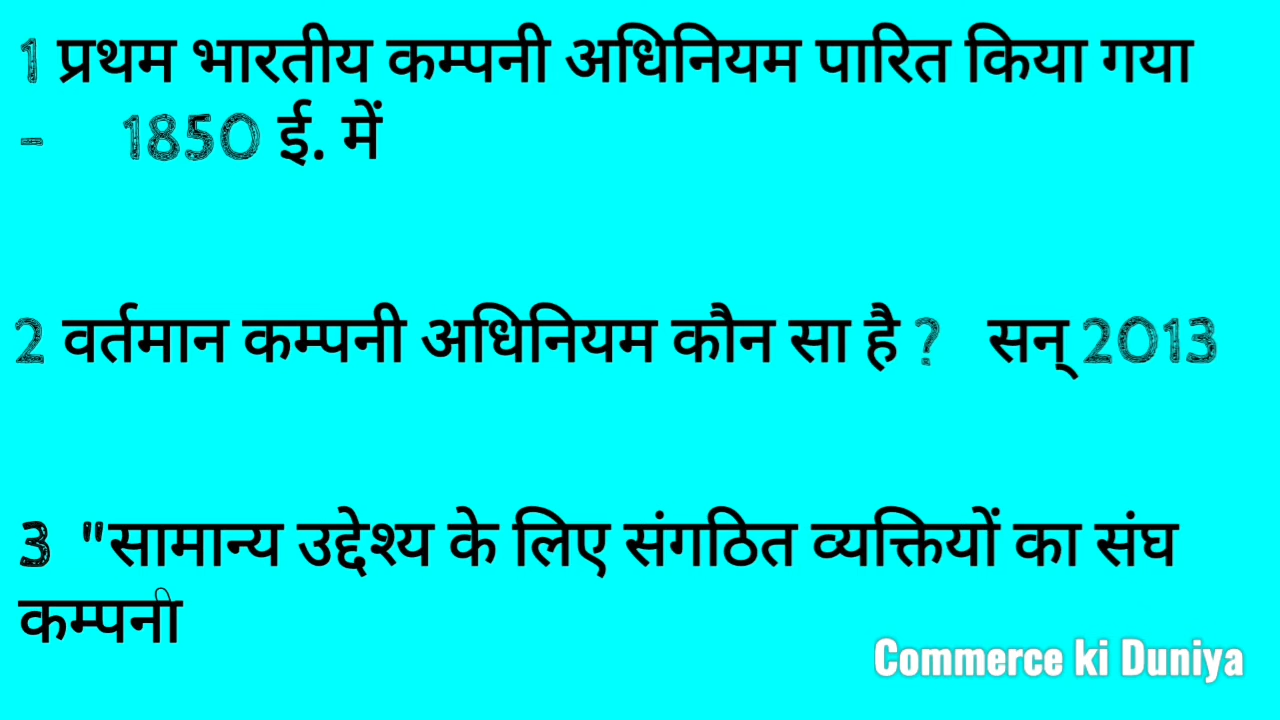 1 प्रथम भारतीय कम्पनी अधिनियम पारित किया गया
- 1850 ई. में
2 वर्तमान कम्पनी अधिनियम कौन सा है ? सन् 2013
3 "सामान्य उद्देश्य के लिए संगठित व्यक्तियों का संघ
कम्पनी
Commerce ki Duniya